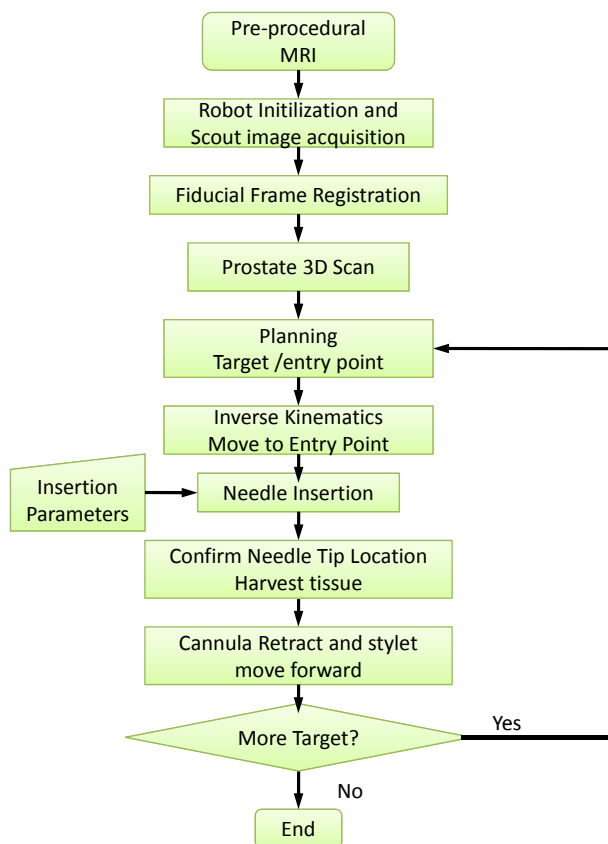 Pre-procedural
MRI
Robot Initilization and
Scout image acquisition
Fiducial Frame Registration
Prostate 3D Scan
Planning
Target /entry point
Inverse Kinematics
Move to Entry Point
Insertion
Parameters
Needle Insertion
Confirm Needle Tip Location
Harvest tissue
Cannula Retract and stylet
move forward
More Target?
Yes
No
End